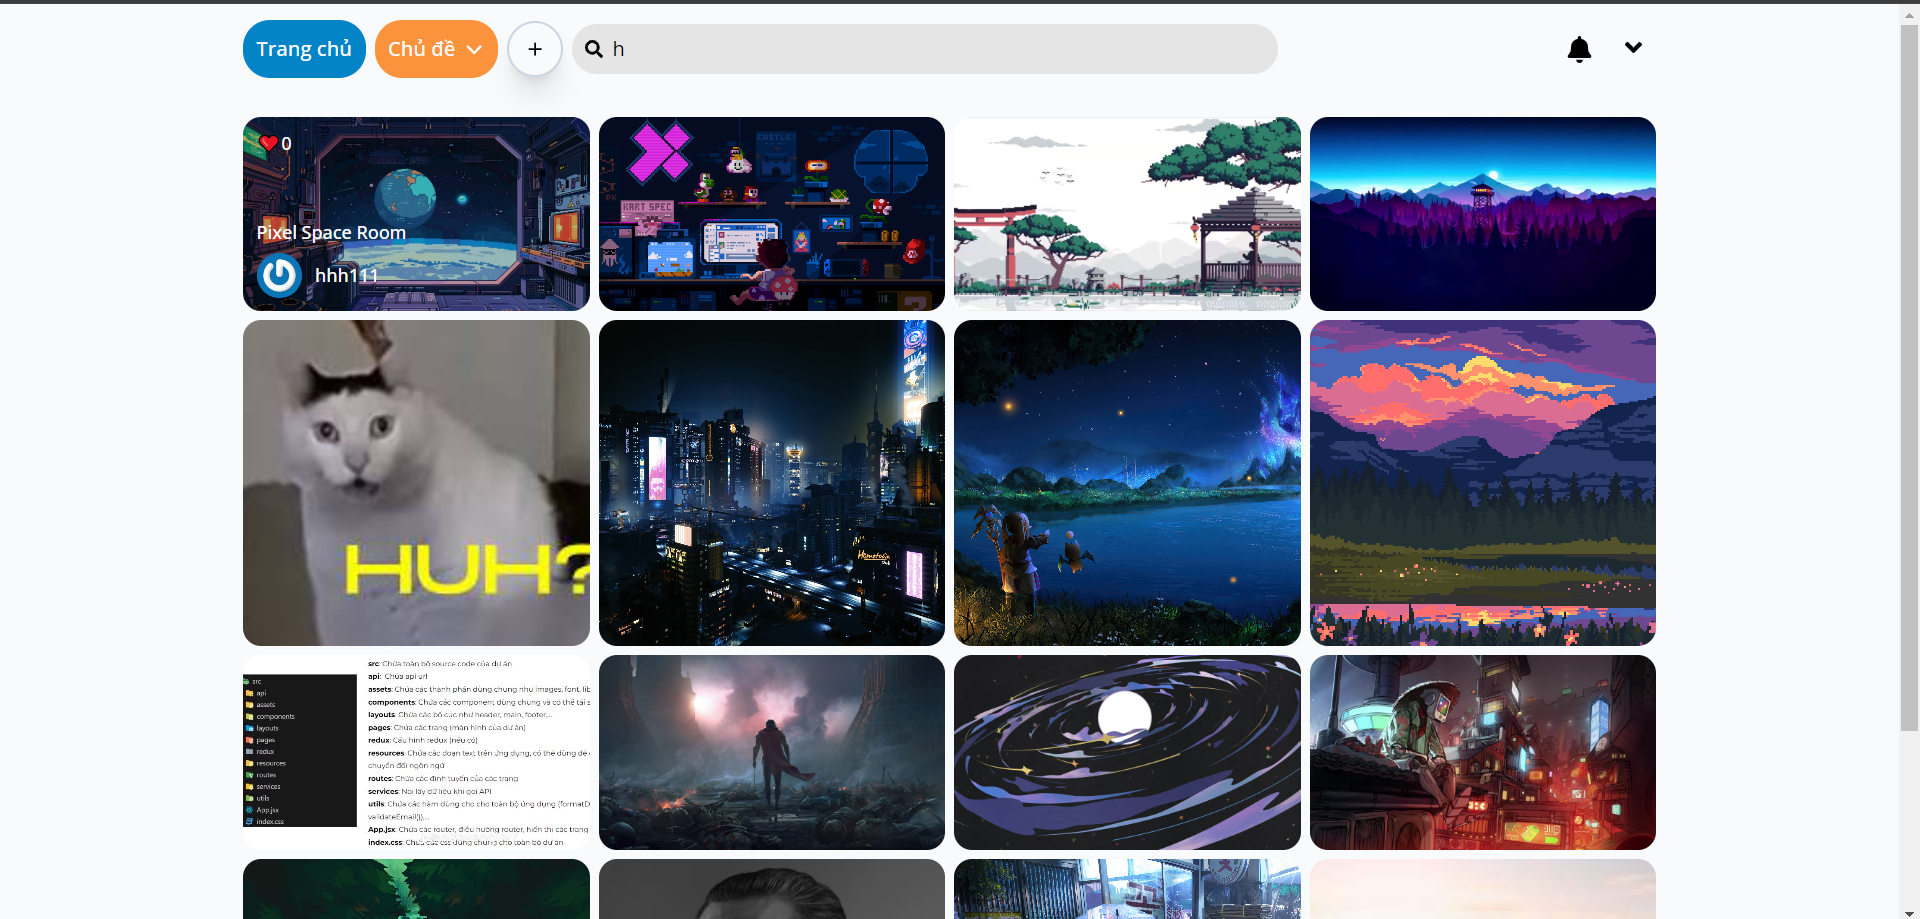 Trang chủ
Chủ đề
+
h
0
Pixel Space Room
hhh111
CASTLE
KART SPEC
HUH?
Hometown
src
api
assets
components
layouts
pages
redux
resources
routes
services
utils
App.jsx
index.css
src: Chứa toàn bộ source code của dự án
api: Chứa api url
assets: Chứa các thành phần dùng chung như images, font, lib
components: Chứa các component dùng chung và có thể tái s
layouts: Chứa các bố cục như header, main, footer,...
pages: Chứa các trang (màn hình của dự án)
redux: Cấu hình redux (nếu có)
resources: Chứa các đoạn text trên ứng dụng, có thể dùng để
chuyển đổi ngôn ngữ
routes: Chứa các định tuyến của các trang
services: Nơi lấy dữ liệu khi gọi API
utils: Chứa các hàm dùng cho cho toàn bộ ứng dụng (formatD
validateEmail()),...
App.jsx: Chứa các router, điều hướng router, hiển thị các trang
index.css: Chứa các css dùng chung cho toàn bộ dự án